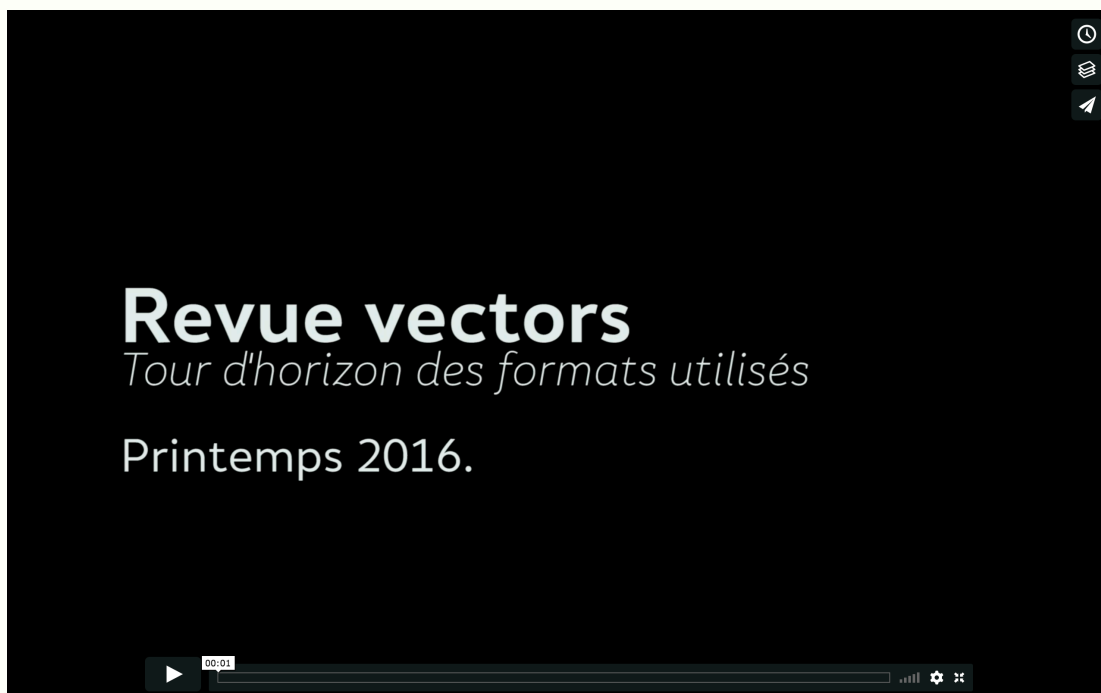 Revue vectors
Tour d'horizon des formats utilisés
Printemps 2016.
00:01